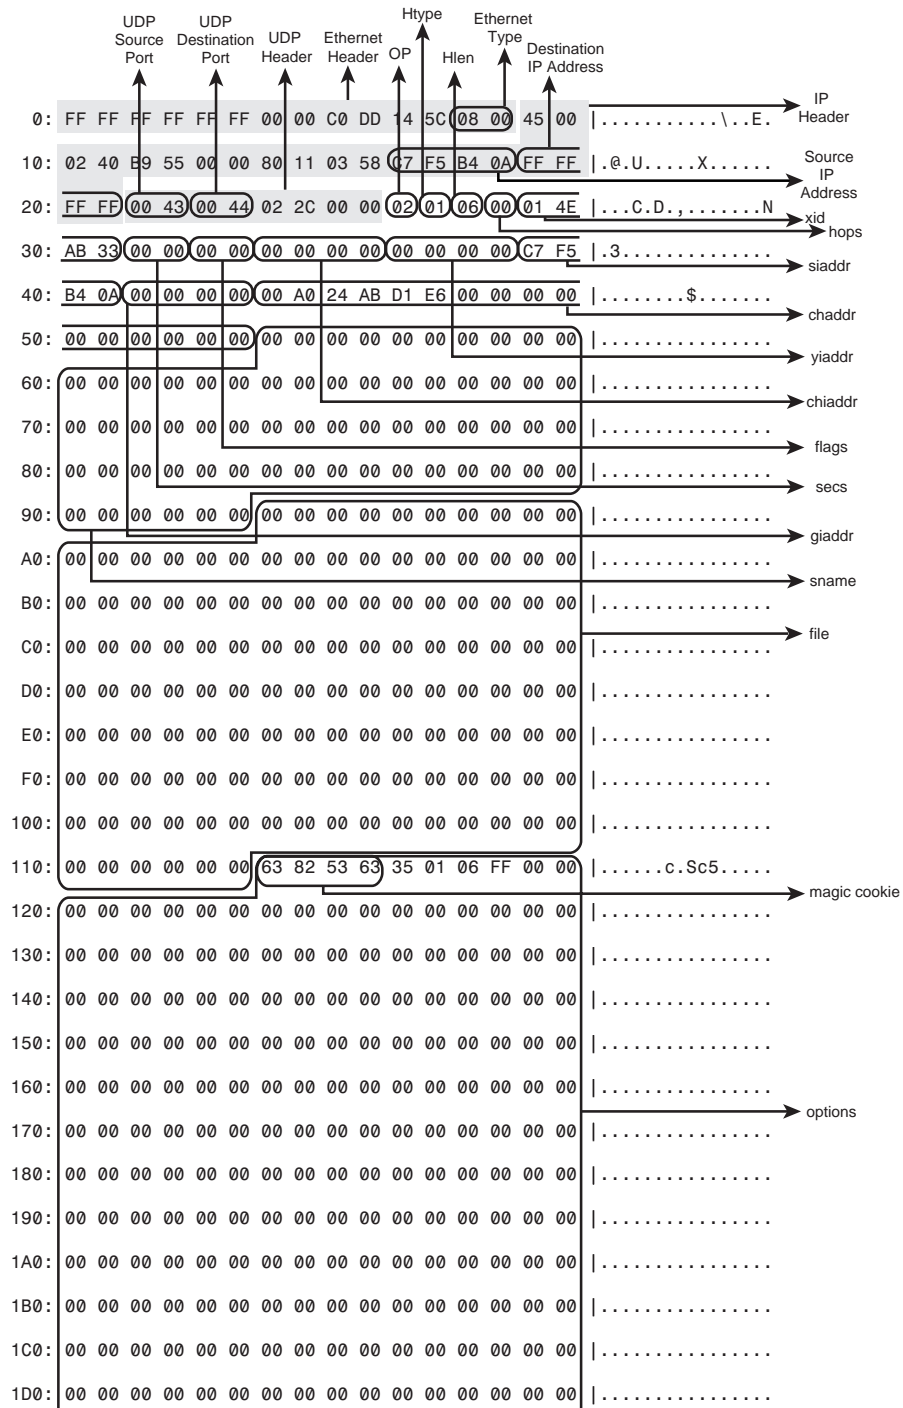 UDP Source Port
UDP Destination Port
UDP Header
Ethernet Header
OP
Htype
Hlen
Ethernet Type
Destination IP Address
IP Header
0: FF FF FF FF FF FF 00 00 C0 DD 14 5C 08 00 45 00 |............\..E.
10: 02 40 B9 55 00 00 80 11 03 58 C7 F5 B4 0A FF FF |.@.U.....X......
Source IP Address
20: FF FF 00 43 00 44 02 2C 00 00 02 01 06 00 01 4E |...C.D.,.......N
xid
hops
30: AB 33 00 00 00 00 00 00 00 00 00 00 00 00 C7 F5 |.3..............
siaddr
40: B4 0A 00 00 00 00 00 A0 24 AB D1 E6 00 00 00 00 |........$.......
chaddr
50: 00 00 00 00 00 00 00 00 00 00 00 00 00 00 00 00 |................
yiaddr
60: 00 00 00 00 00 00 00 00 00 00 00 00 00 00 00 00 |................
chiaddr
70: 00 00 00 00 00 00 00 00 00 00 00 00 00 00 00 00 |................
flags
80: 00 00 00 00 00 00 00 00 00 00 00 00 00 00 00 00 |................
secs
90: 00 00 00 00 00 00 00 00 00 00 00 00 00 00 00 00 |................
giaddr
A0: 00 00 00 00 00 00 00 00 00 00 00 00 00 00 00 00 |................
sname
B0: 00 00 00 00 00 00 00 00 00 00 00 00 00 00 00 00 |................
file
C0: 00 00 00 00 00 00 00 00 00 00 00 00 00 00 00 00 |................
D0: 00 00 00 00 00 00 00 00 00 00 00 00 00 00 00 00 |................
E0: 00 00 00 00 00 00 00 00 00 00 00 00 00 00 00 00 |................
F0: 00 00 00 00 00 00 00 00 00 00 00 00 00 00 00 00 |................
100: 00 00 00 00 00 00 00 00 00 00 00 00 00 00 00 00 |................
110: 00 00 00 00 00 00 63 82 53 63 35 01 06 FF 00 00 |......c.Sc5.....
magic cookie
120: 00 00 00 00 00 00 00 00 00 00 00 00 00 00 00 00 |................
130: 00 00 00 00 00 00 00 00 00 00 00 00 00 00 00 00 |................
140: 00 00 00 00 00 00 00 00 00 00 00 00 00 00 00 00 |................
150: 00 00 00 00 00 00 00 00 00 00 00 00 00 00 00 00 |................
160: 00 00 00 00 00 00 00 00 00 00 00 00 00 00 00 00 |................
options
170: 00 00 00 00 00 00 00 00 00 00 00 00 00 00 00 00 |................
180: 00 00 00 00 00 00 00 00 00 00 00 00 00 00 00 00 |................
190: 00 00 00 00 00 00 00 00 00 00 00 00 00 00 00 00 |................
1A0: 00 00 00 00 00 00 00 00 00 00 00 00 00 00 00 00 |................
1B0: 00 00 00 00 00 00 00 00 00 00 00 00 00 00 00 00 |................
1C0: 00 00 00 00 00 00 00 00 00 00 00 00 00 00 00 00 |................
1D0: 00 00 00 00 00 00 00 00 00 00 00 00 00 00 00 00 |................